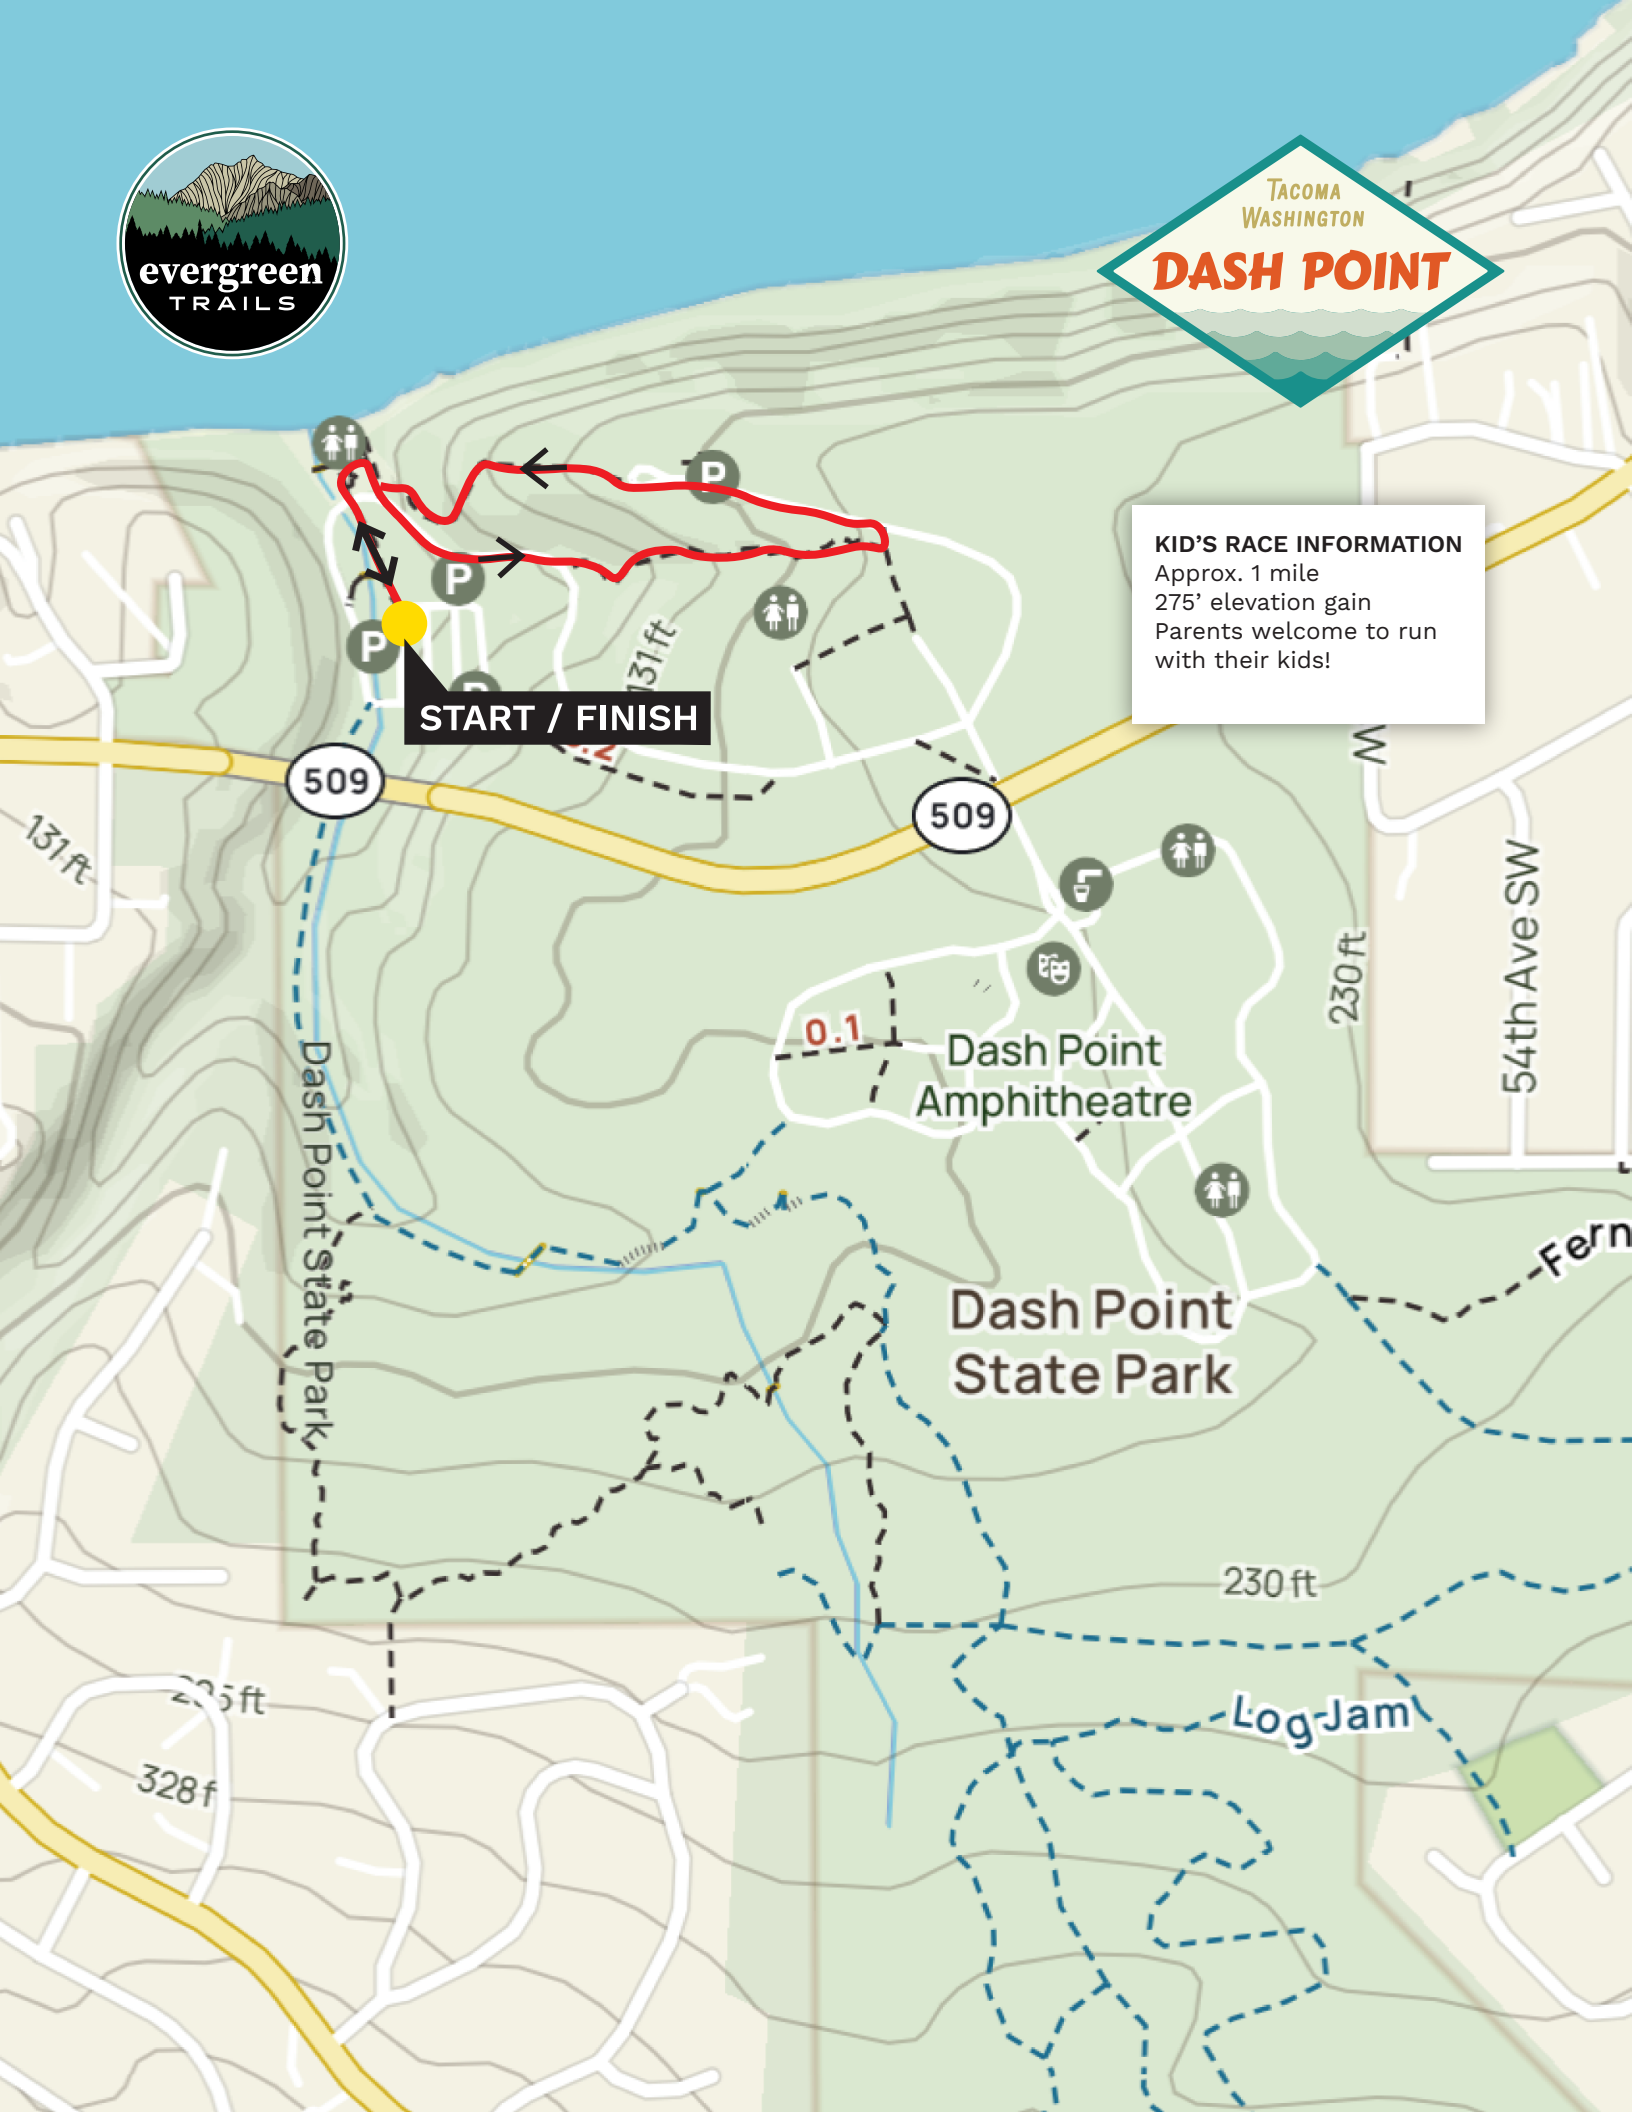 evergreen
TRAILS
TACOMA
WASHINGTON
DASH POINT
P
KID’S RACE INFORMATION
Approx. 1 mile
275’ elevation gain
Parents welcome to run
with their kids!
P
P
131 ft
START / FINISH
509
509
131 ft
W
54th Ave SW
230 ft
0.1
Dash Point
Amphitheatre
Dash Point State Park
Fern
Dash Point
State Park
230 ft
Log Jam
328 f